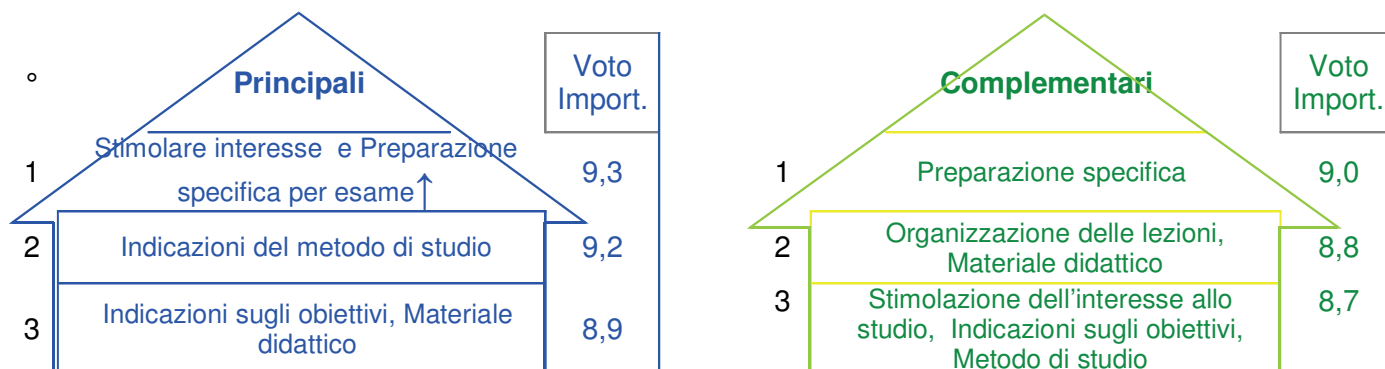 °
Principali
Voto
Import.
1
Stimolare interesse e Preparazione
specifica per esame↑
9,3
2
Indicazioni del metodo di studio
9,2
3
Indicazioni sugli obiettivi, Materiale
didattico
8,9
Complementari
Voto
Import.
1
Preparazione specifica
9,0
2
Organizzazione delle lezioni,
Materiale didattico
8,8
3
Stimolazione dell'interesse allo
studio, Indicazioni sugli obiettivi,
Metodo di studio
8,7